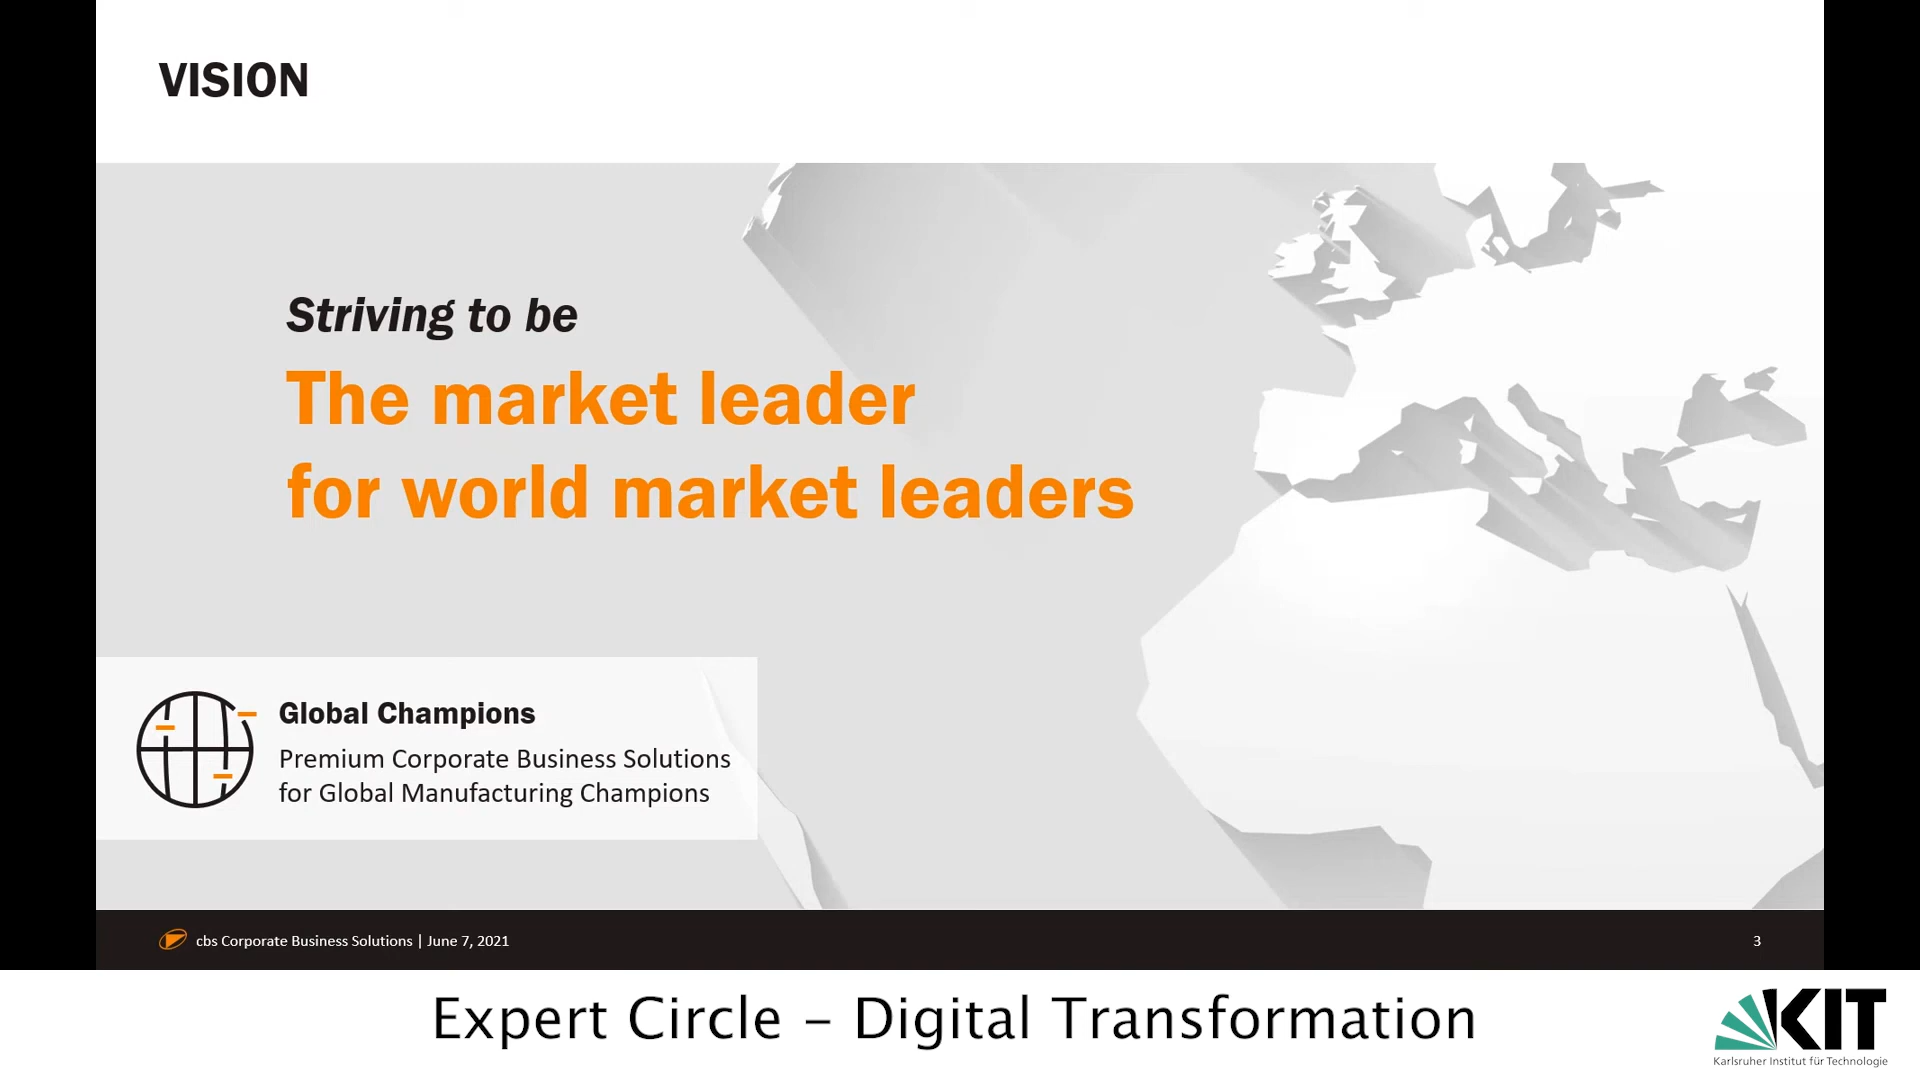 VISION
Striving to be
The market leader
for world market leaders
Global Champions
Premium Corporate Business Solutions
for Global Manufacturing Champions
cbs Corporate Business Solutions | June 7, 2021
3
Expert Circle – Digital Transformation
KIT
Karlsruher Institut für Technologie